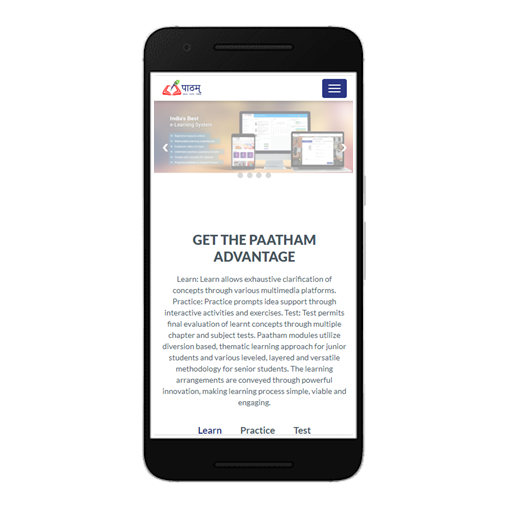 पाठम्
India's Best
e-Learning System
GET THE PAATHAM
ADVANTAGE
Learn: Learn allows exhaustive clarification of
concepts through various multimedia platforms.
Practice: Practice prompts idea support through
interactive activities and exercises. Test: Test permits
final evaluation of learnt concepts through multiple
chapter and subject tests. Paatham modules utilize
diversion based, thematic learning approach for junior
students and various leveled, layered and versatile
methodology for senior students. The learning
arrangements are conveyed through powerful
innovation, making learning process simple, viable and
engaging.
Learn Practice Test